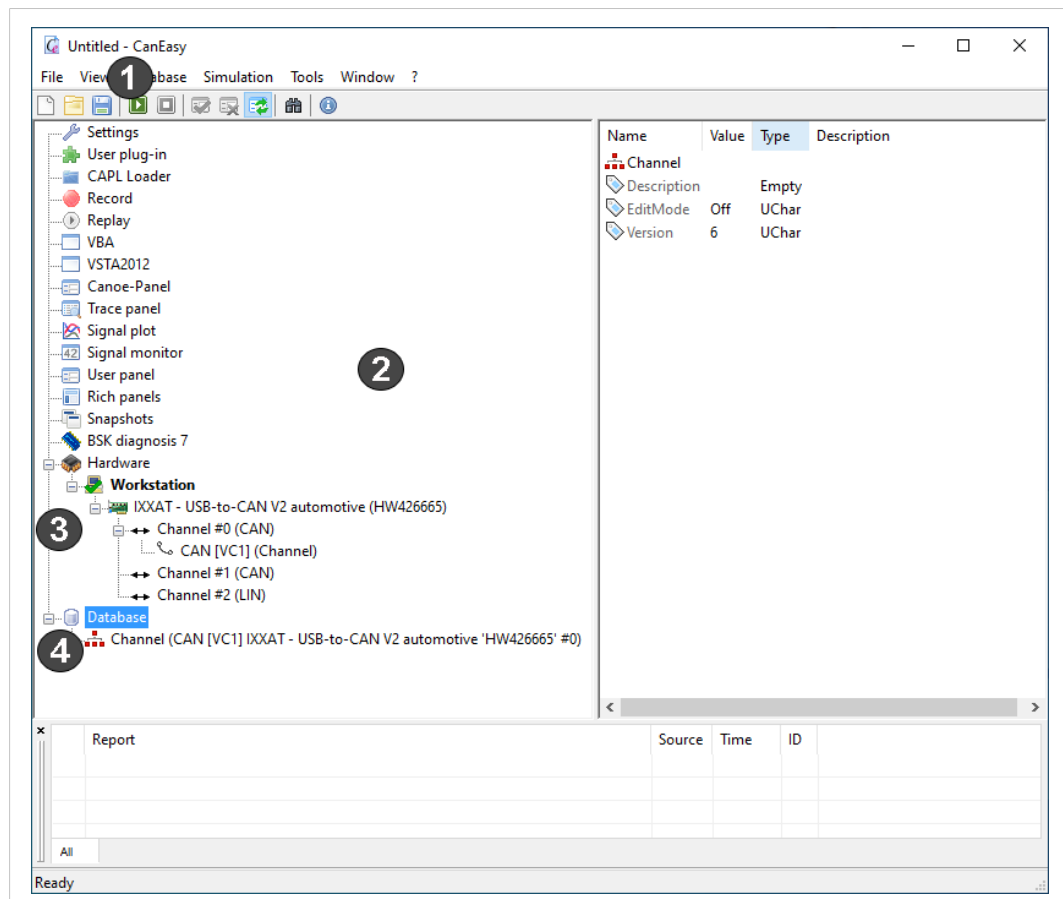 Untitled - CanEasy
File View abase Simulation Tools Window ?
1
Settings
User plug-in
CAPL Loader
Record
Replay
VBA
VSTA2012
Canoe-Panel
Trace panel
Signal plot
42 Signal monitor
User panel
Rich panels
Snapshots
BSK diagnosis 7
Hardware
Workstation
IXXAT - USB-to-CAN V2 automotive (HW426665)
Channel #0 (CAN)
CAN [VC1] (Channel)
Channel #1 (CAN)
Channel #2 (LIN)
Database
Channel (CAN [VC1] IXXAT - USB-to-CAN V2 automotive 'HW426665' #0)
2
3
4
Name Value Type Description
Channel
Description Empty
EditMode Off UChar
Version 6 UChar
Report Source Time ID
All
Ready